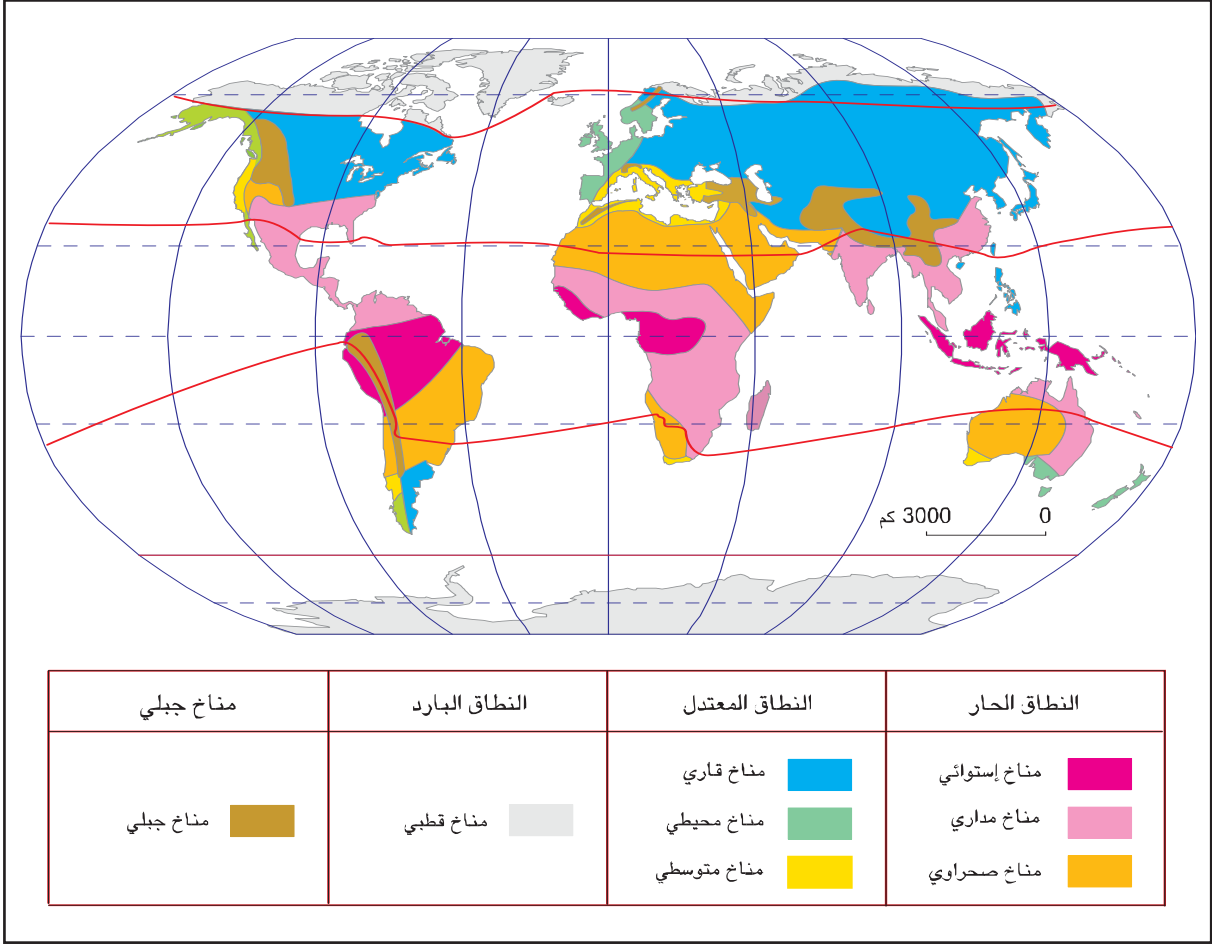 3000 كم
0
النطاق الحار
النطاق المعتدل
النطاق البارد
مناخ جبلي
مناخ إستوائي
مناخ مداري
مناخ صحراوي
مناخ قاري
مناخ محيطي
مناخ متوسطي
مناخ قطبي
مناخ جبلي